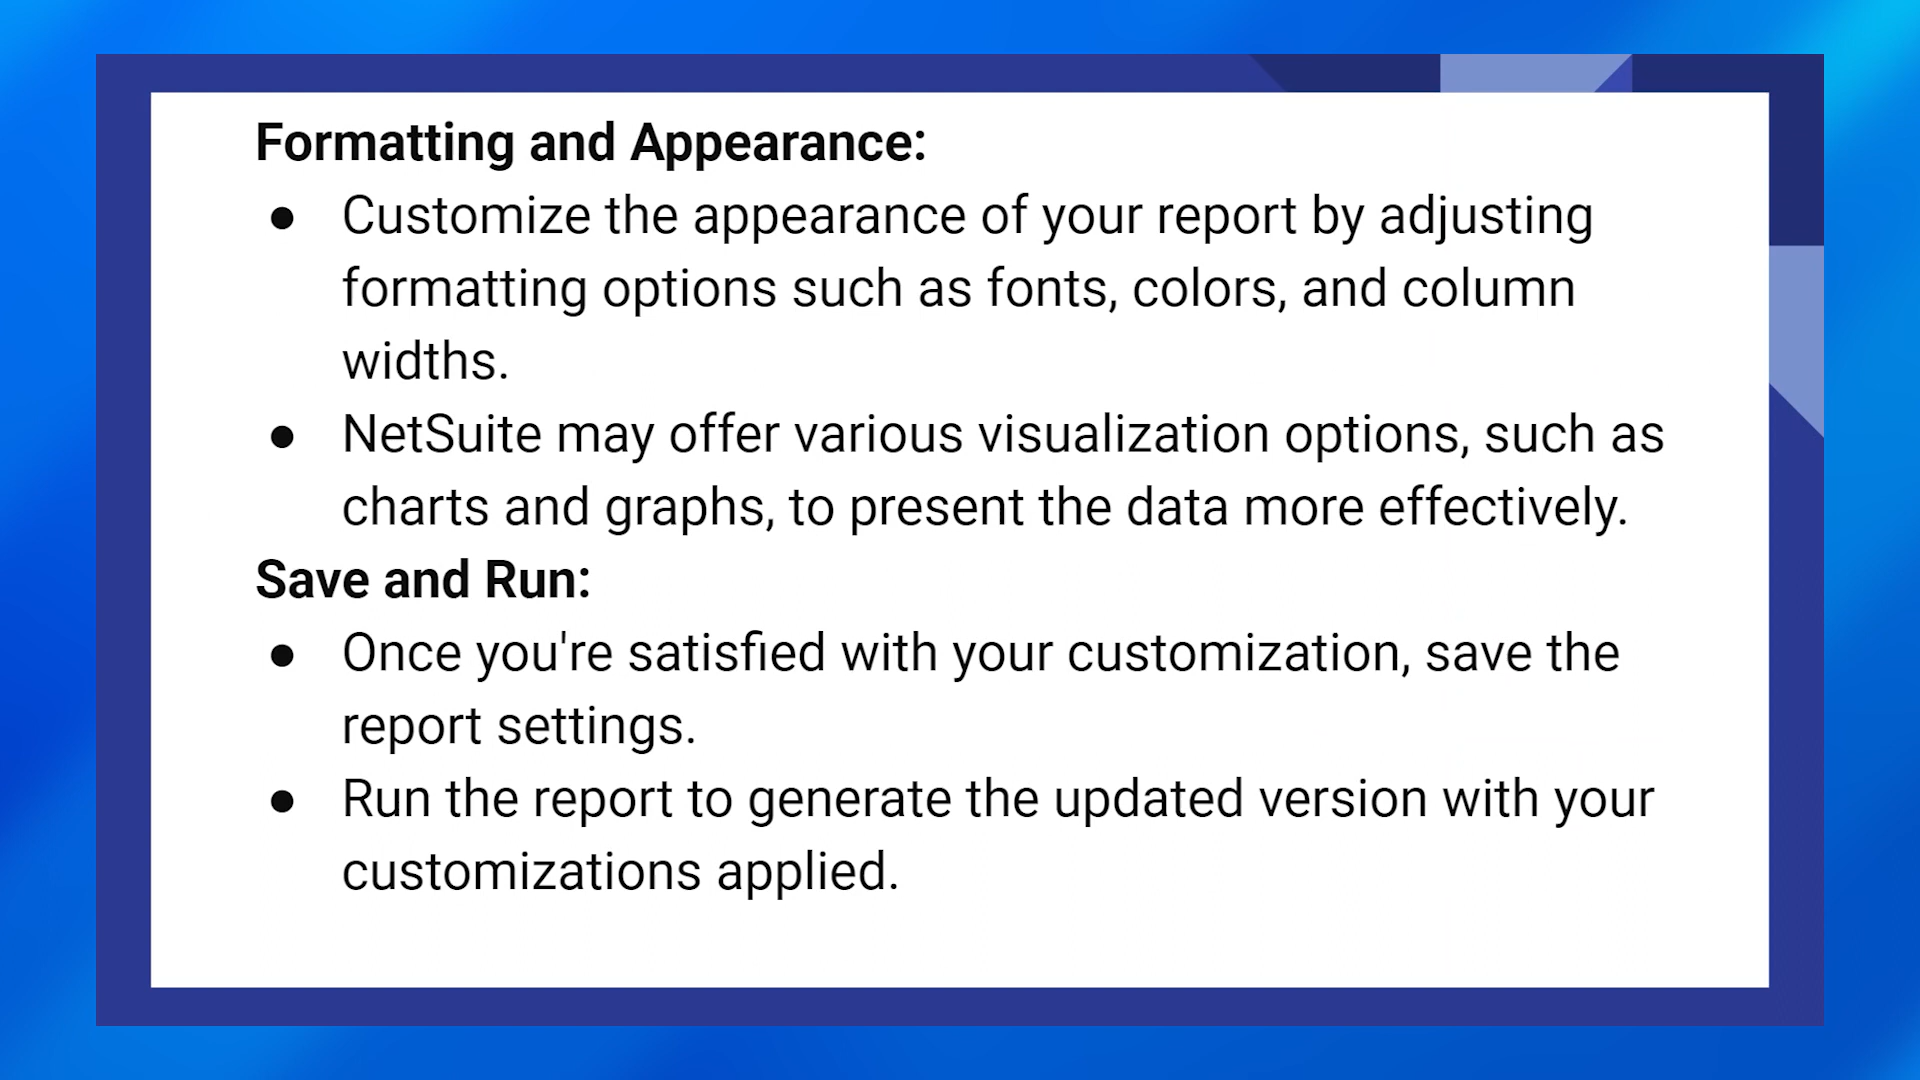 Formatting and Appearance:
● Customize the appearance of your report by adjusting
formatting options such as fonts, colors, and column
widths.
● NetSuite may offer various visualization options, such as
charts and graphs, to present the data more effectively.
Save and Run:
● Once you're satisfied with your customization, save the
report settings.
● Run the report to generate the updated version with your
customizations applied.